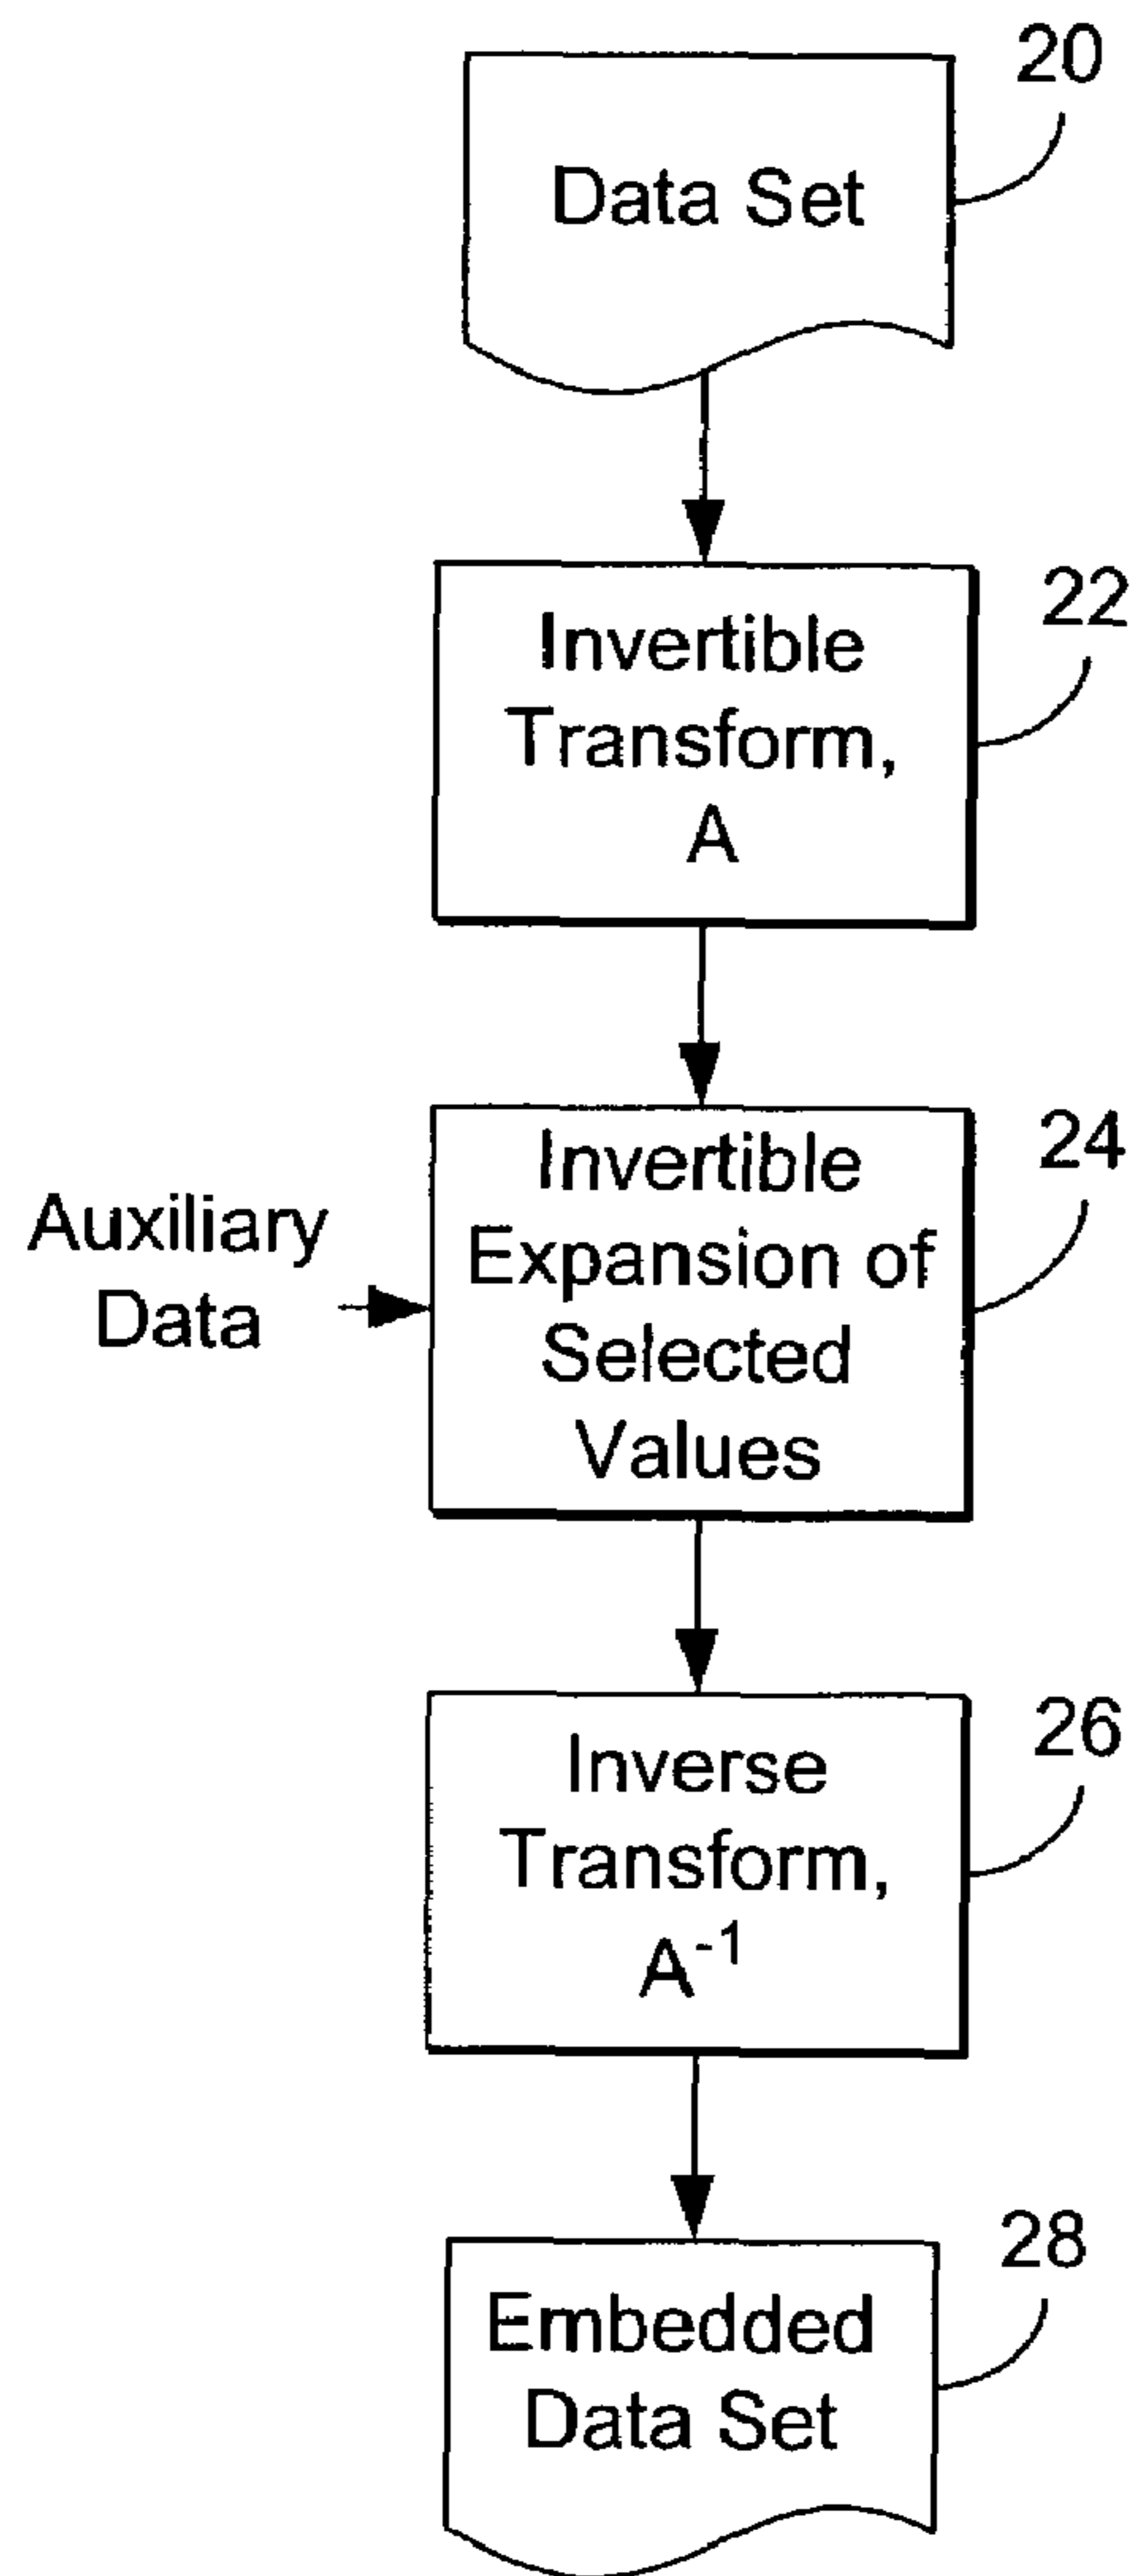 20
Data Set
22
Invertible
Transform,
A
24
Auxiliary
Data
Invertible
Expansion of
Selected
Values
26
Inverse
Transform,
A⁻¹
28
Embedded
Data Set